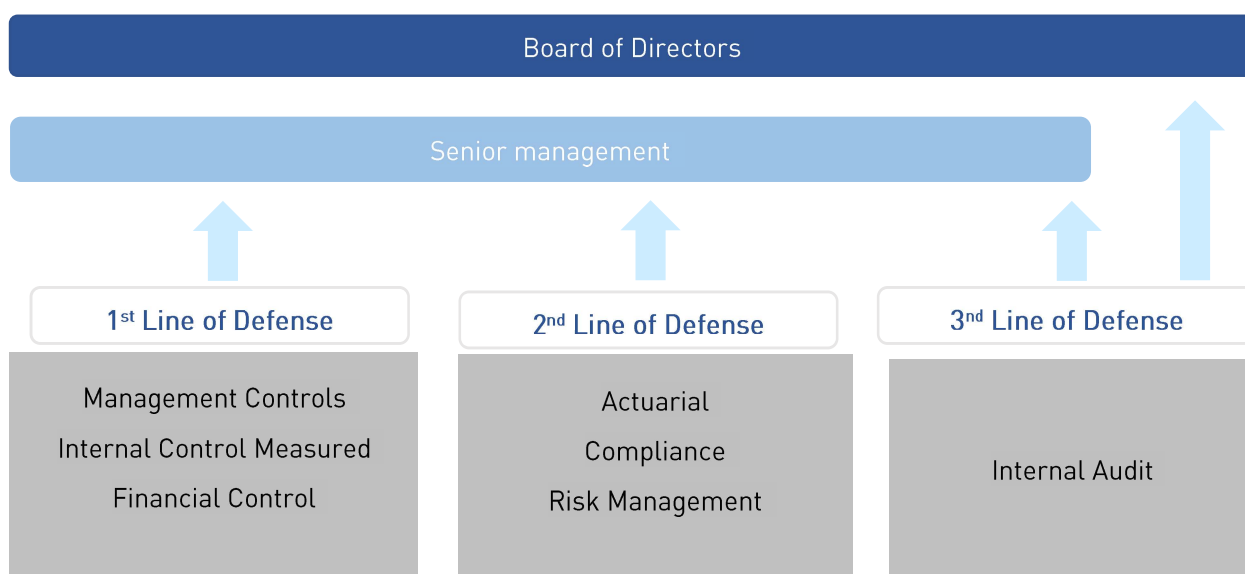 Board of Directors
Senior management
1st Line of Defense
2nd Line of Defense
3nd Line of Defense
Management Controls
Internal Control Measured
Financial Control
Actuarial
Compliance
Risk Management
Internal Audit